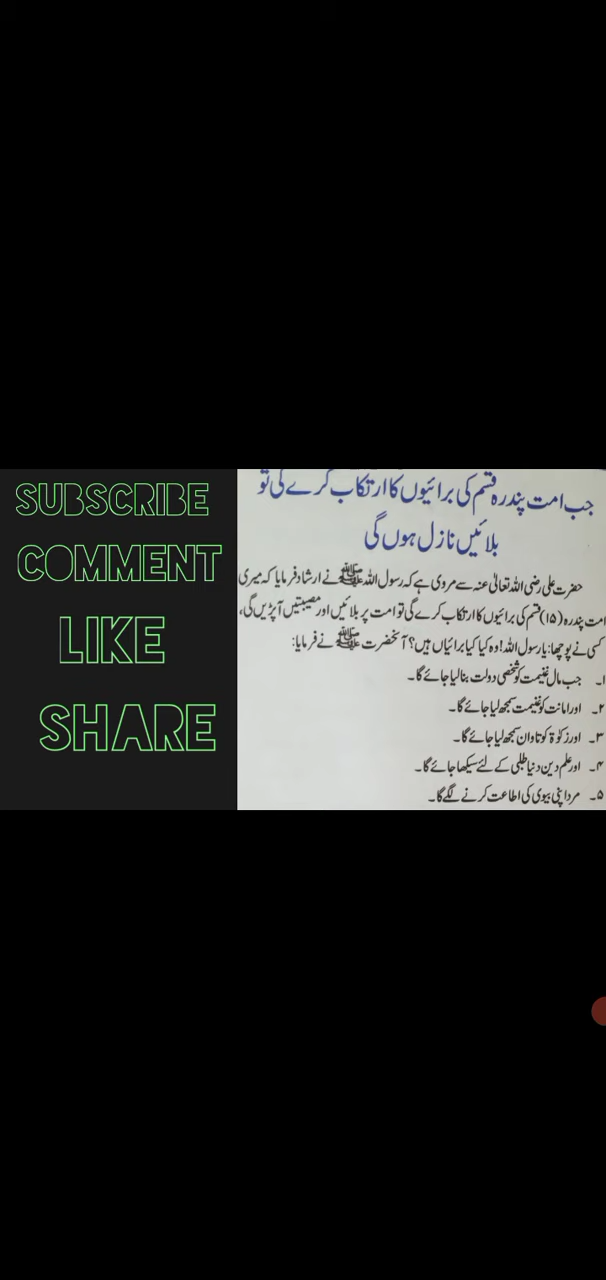 SUBSCRIBE
COMMENT
LIKE
SHARE
جب امت پندرہ قسم کی برائیوں کا ارتکاب کرے گی تو
بلائیں نازل ہوں گی
حضرت علی رضی اللہ تعالیٰ عنہ سے مروی ہے کہ رسول اللہ ﷺ نے ارشاد فرمایا کہ میری
امت پندرہ (۱۵) قسم کی برائیوں کا ارتکاب کرے گی تو امت پر بلائیں اور مصیبتیں آپڑیں گی،
کسی نے پوچھا: یا رسول اللہ! وہ کیا کیا برائیاں ہیں؟ آنحضرت ﷺ نے فرمایا:
۱۔ جب مال غنیمت کو شخصی دولت بنالیا جائے گا۔
۲۔ اور امانت کو غنیمت سمجھ لیا جائے گا۔
۳۔ اور زکوٰۃ کو تاوان سمجھ لیا جائے گا۔
۴۔ اور علم دین دنیا طلبی کے لئے سیکھا جائے گا۔
۵۔ مرد اپنی بیوی کی اطاعت کرنے لگے گا۔